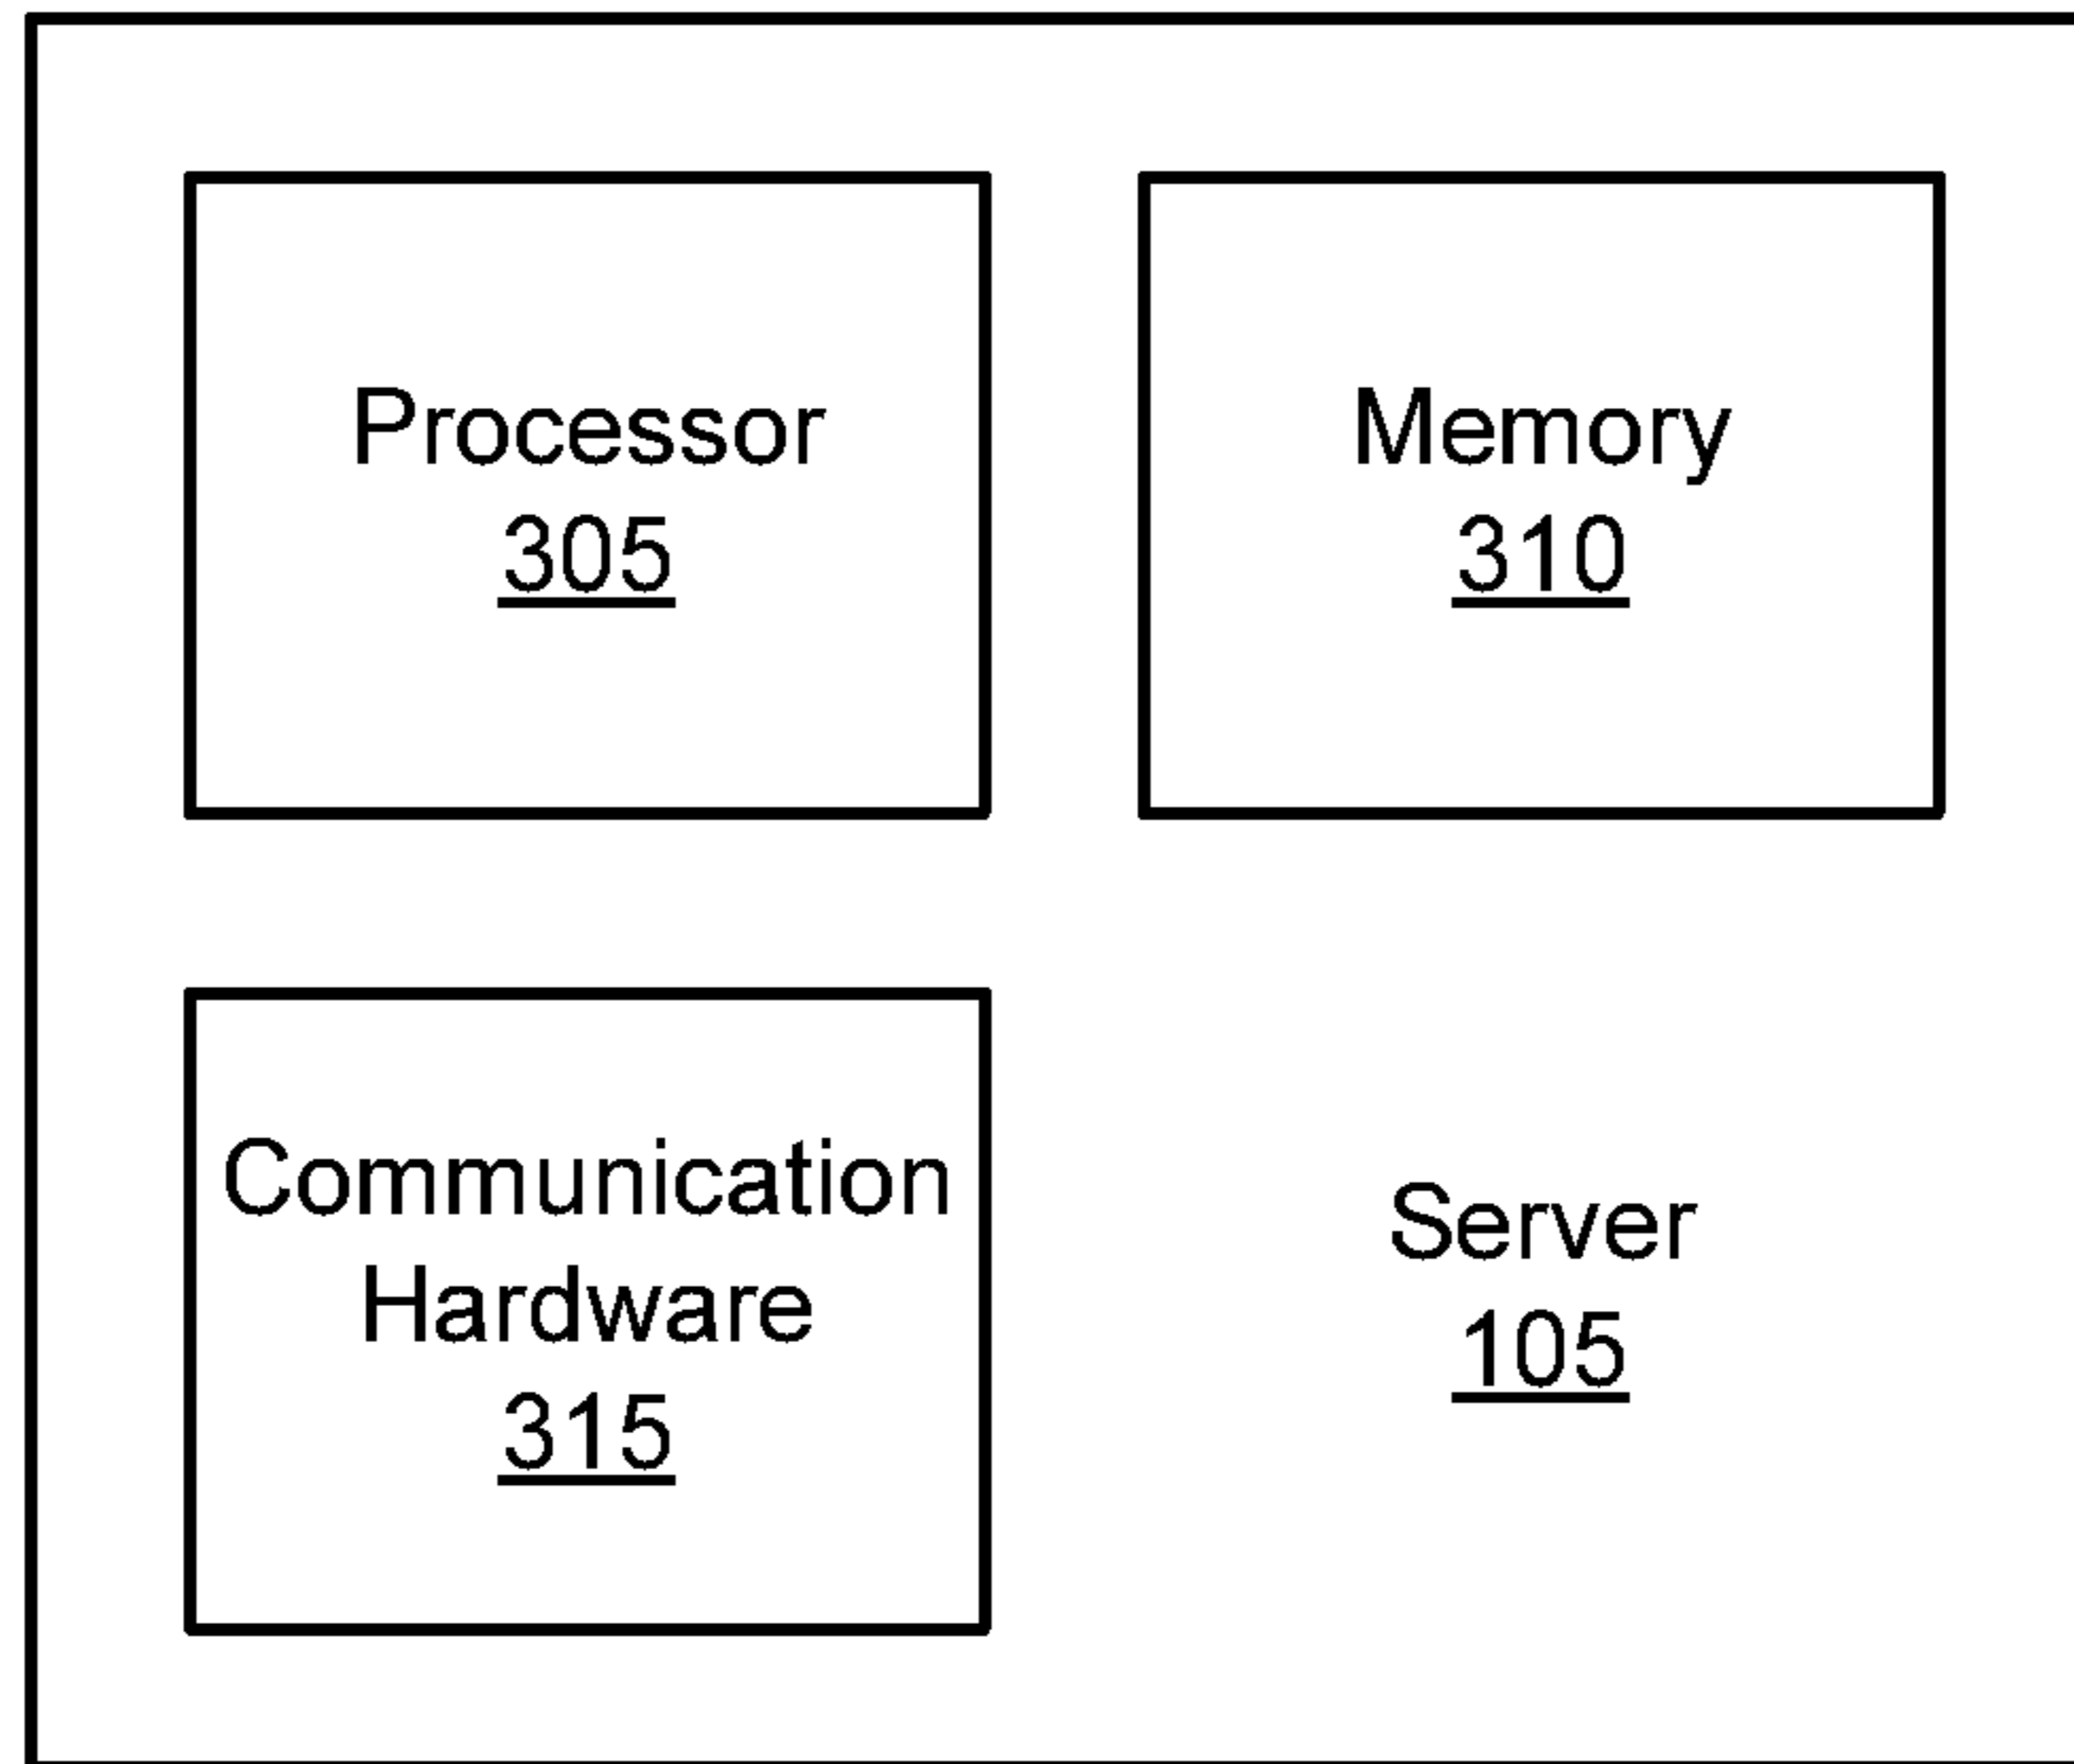 Processor
305
Memory
310
Communication
Hardware
315
Server
105